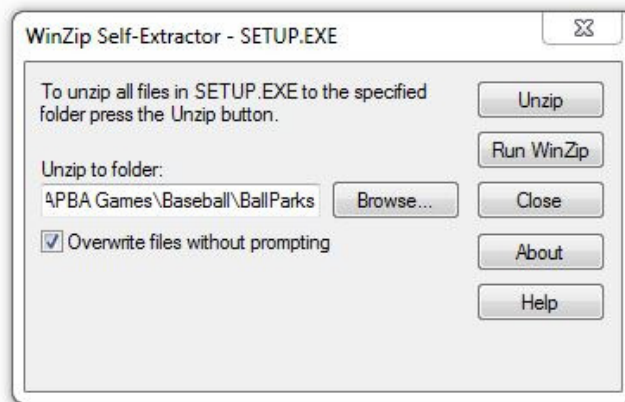 WinZip Self-Extractor - SETUP.EXE
To unzip all files in SETUP.EXE to the specified
folder press the Unzip button.
Unzip to folder:
APBA Games\Baseball\BallParks
Browse...
Overwrite files without prompting
Unzip
Run WinZip
Close
About
Help